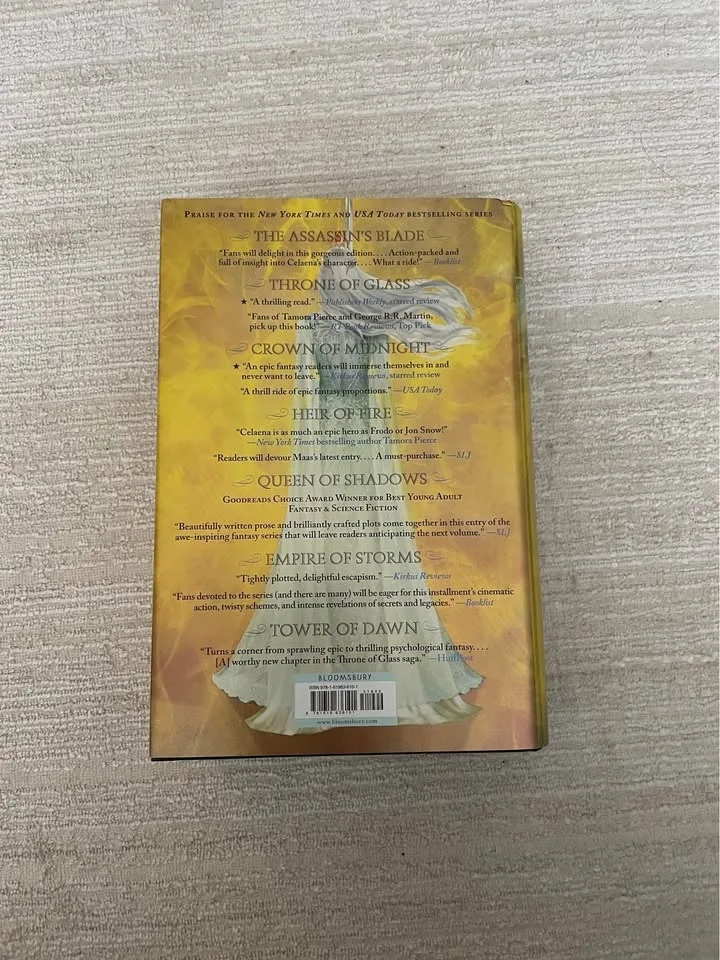 Praise for the New York Times and USA Today bestselling series
THE ASSASSIN'S BLADE
“Fans will delight in this gorgeous edition. . . . Action-packed and
full of insight into Celaena's character. . . . What a ride!” —Booklist
THRONE OF GLASS
★ “A thrilling read.” —Publishers Weekly, starred review
“Fans of Tamora Pierce and George R.R. Martin,
pick up this book!” —RT Book Reviews, Top Pick
CROWN OF MIDNIGHT
★ “An epic fantasy readers will immerse themselves in and
never want to leave.” —Kirkus Reviews, starred review
“A thrill ride of epic fantasy proportions.” —USA Today
HEIR OF FIRE
“Celaena is as much an epic hero as Frodo or Jon Snow!”
—New York Times bestselling author Tamora Pierce
“Readers will devour Maas's latest entry. . . . A must-purchase.” —SLJ
QUEEN OF SHADOWS
Goodreads Choice Award Winner for Best Young Adult
Fantasy & Science Fiction
“Beautifully written prose and brilliantly crafted plots come together in this entry of the
awe-inspiring fantasy series that will leave readers anticipating the next volume.” —SLJ
EMPIRE OF STORMS
“Tightly plotted, delightful escapism.” —Kirkus Reviews
“Fans devoted to the series (and there are many) will be eager for this installment's cinematic
action, twisty schemes, and intense revelations of secrets and legacies.” —Booklist
TOWER OF DAWN
“Turns a corner from sprawling epic to thrilling psychological fantasy. . . .
[A] worthy new chapter in the Throne of Glass saga.” —HuffPost
BLOOMSBURY
ISBN 978-1-61963-610-1
9 781619 636101
www.bloomsbury.com